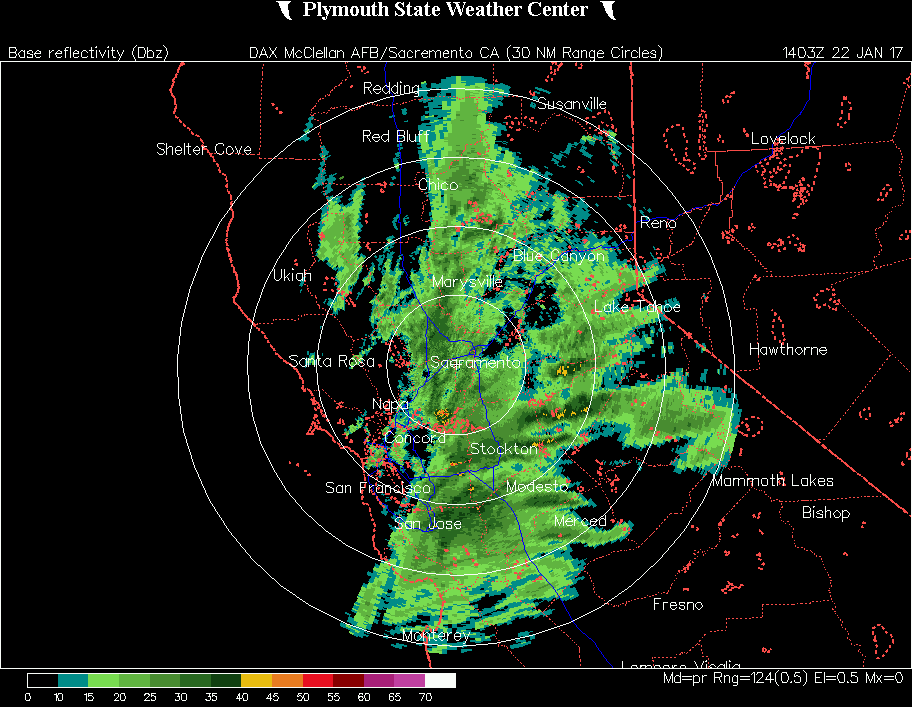 Plymouth State Weather Center
Base reflectivity (Dbz) DAX McClellan AFB/Sacremento CA (30 NM Range Circles) 1403Z 22 JAN 17
Redding
Susanville
Red Bluff
Lovelock
Shelter Cove
Chico
Reno
Blue Canyon
Ukiah
Marysville
Lake Tahoe
Hawthorne
Santa Rosa
Sacramento
Napa
Concord
Stockton
Mammoth Lakes
San Francisco
Modesto
Bishop
San Jose
Merced
Fresno
Monterey
Lemoore Visalia
Md=pr Rng=124(0.5) El=0.5 Mx=0
0 10 15 20 25 30 35 40 45 50 55 60 65 70